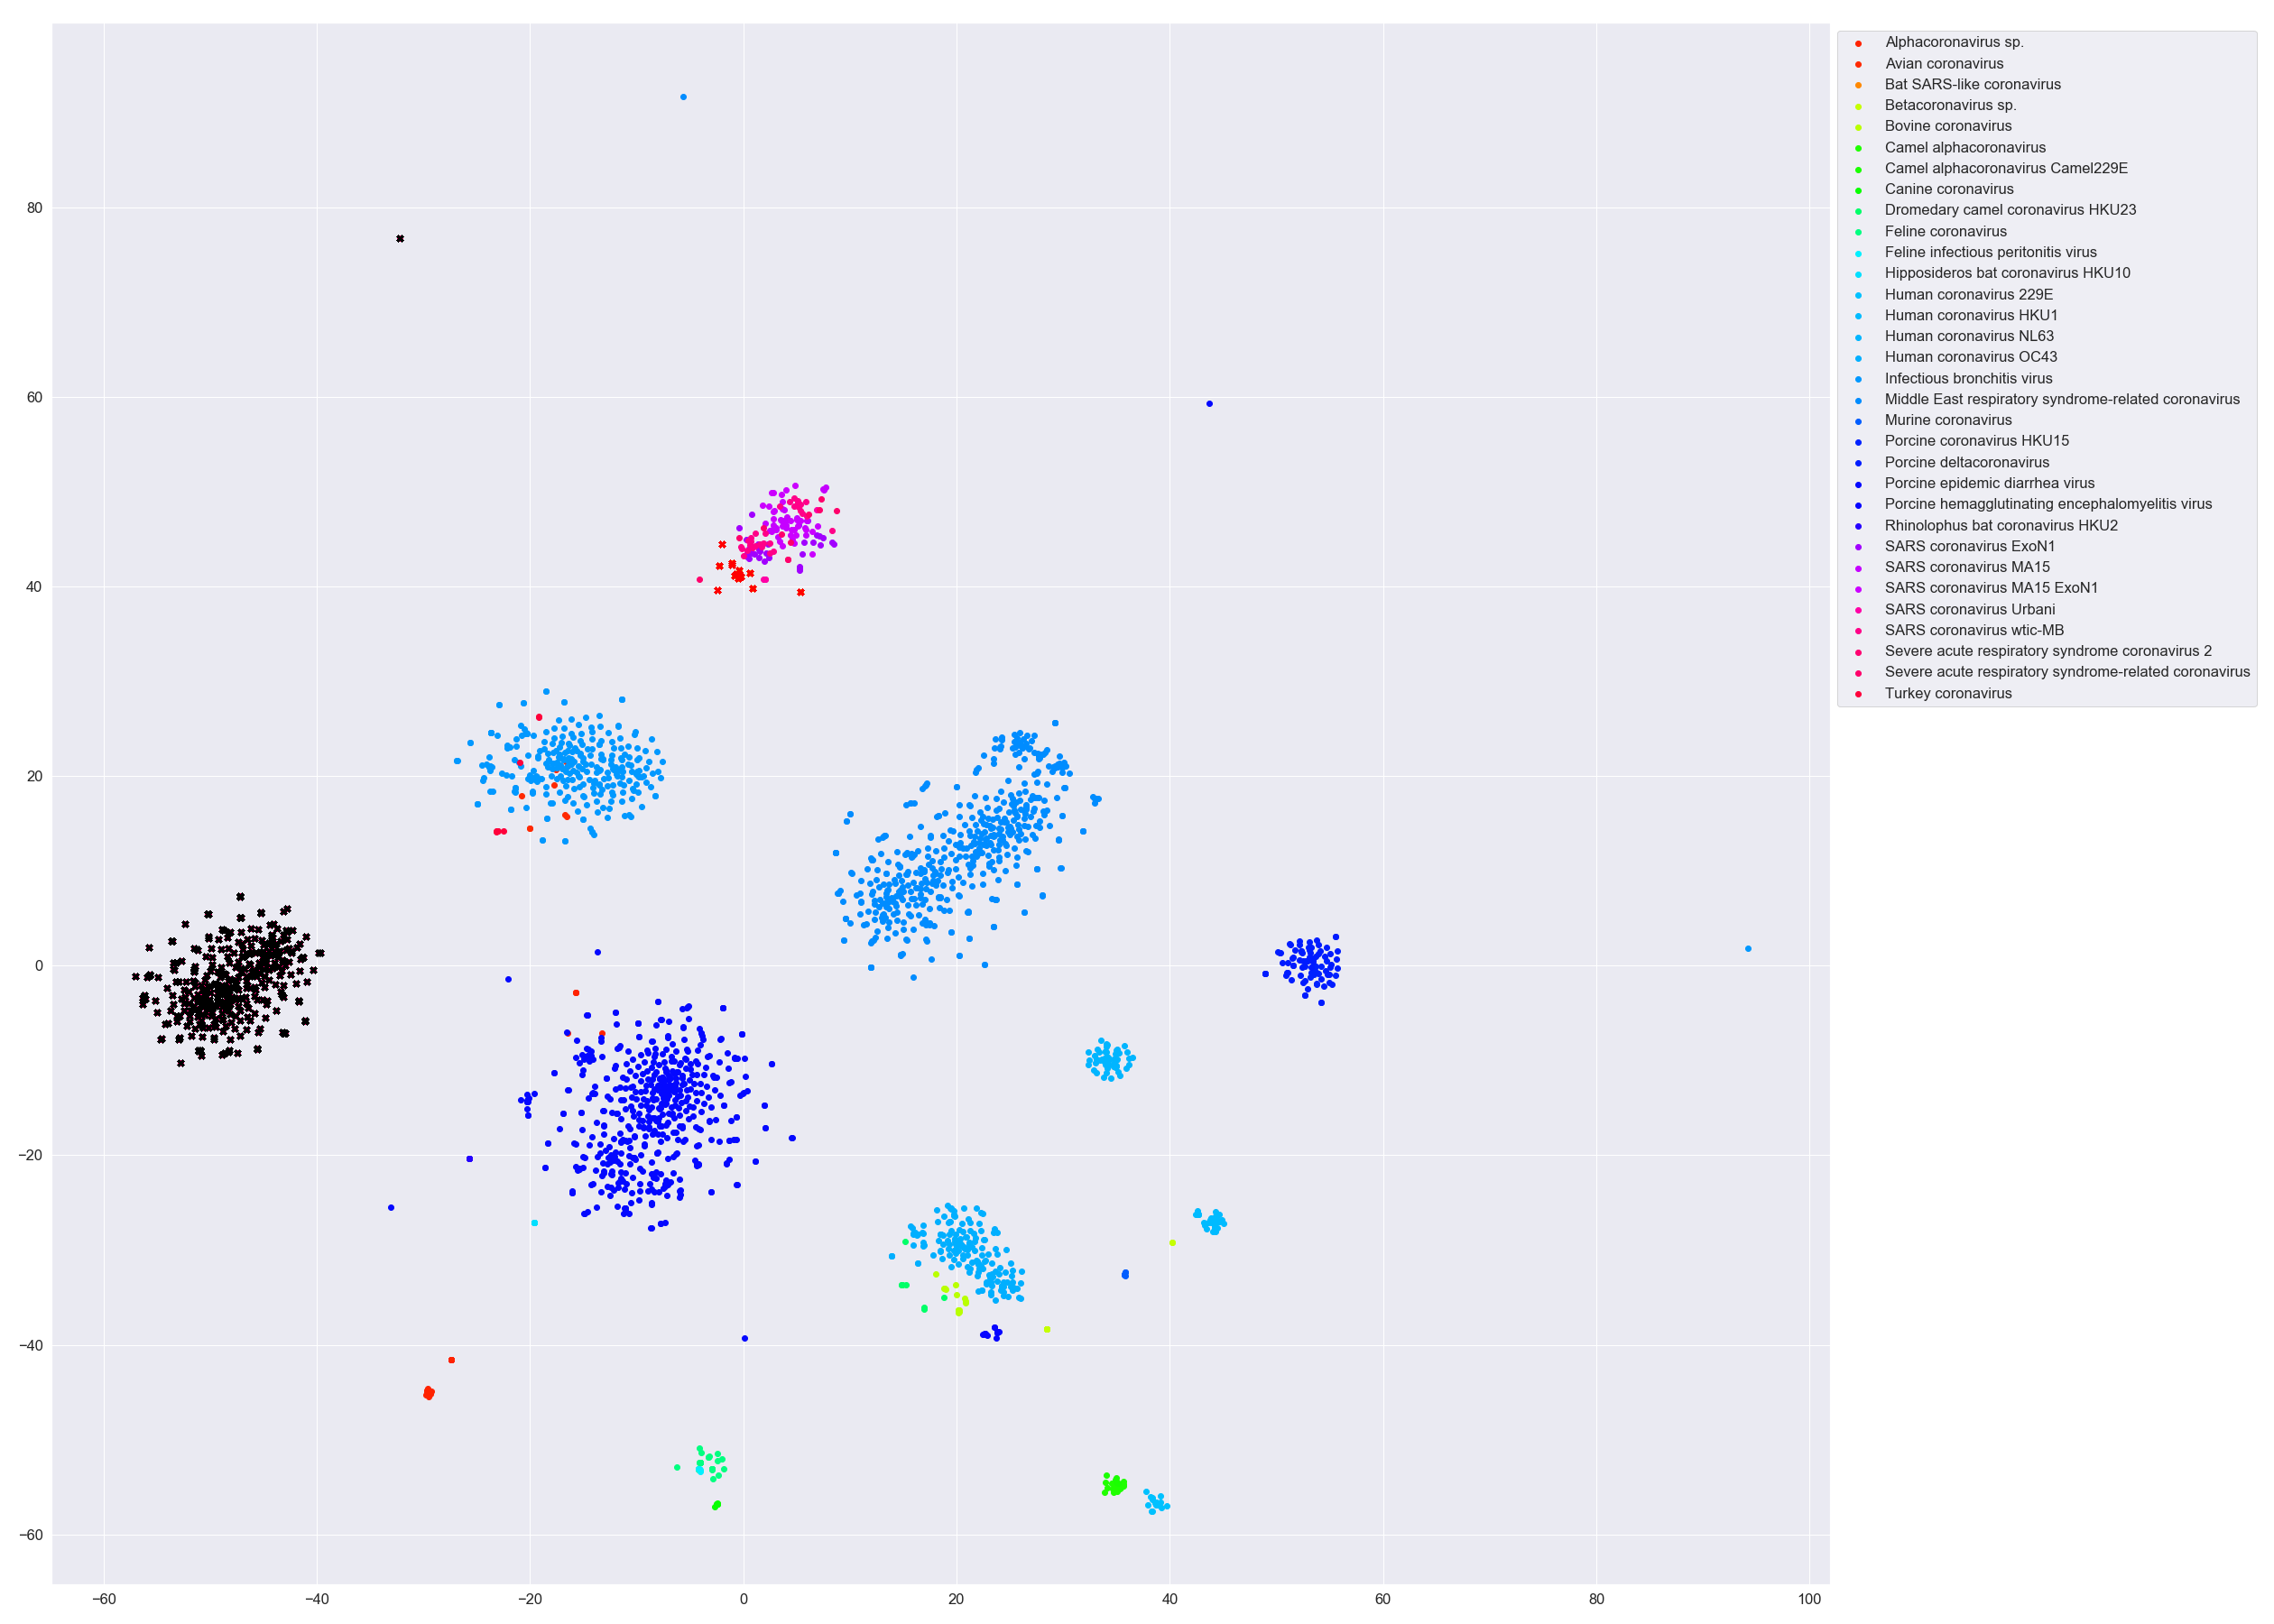 Alphacoronavirus sp.
Avian coronavirus
Bat SARS-like coronavirus
Betacoronavirus sp.
Bovine coronavirus
Camel alphacoronavirus
Camel alphacoronavirus Camel229E
Canine coronavirus
Dromedary camel coronavirus HKU23
Feline coronavirus
Feline infectious peritonitis virus
Hipposideros bat coronavirus HKU10
Human coronavirus 229E
Human coronavirus HKU1
Human coronavirus NL63
Human coronavirus OC43
Infectious bronchitis virus
Middle East respiratory syndrome-related coronavirus
Murine coronavirus
Porcine coronavirus HKU15
Porcine deltacoronavirus
Porcine epidemic diarrhea virus
Porcine hemagglutinating encephalomyelitis virus
Rhinolophus bat coronavirus HKU2
SARS coronavirus ExoN1
SARS coronavirus MA15
SARS coronavirus MA15 ExoN1
SARS coronavirus Urbani
SARS coronavirus wtic-MB
Severe acute respiratory syndrome coronavirus 2
Severe acute respiratory syndrome-related coronavirus
Turkey coronavirus
80
60
40
20
0
−20
−40
−60
−60 −40 −20 0 20 40 60 80 100